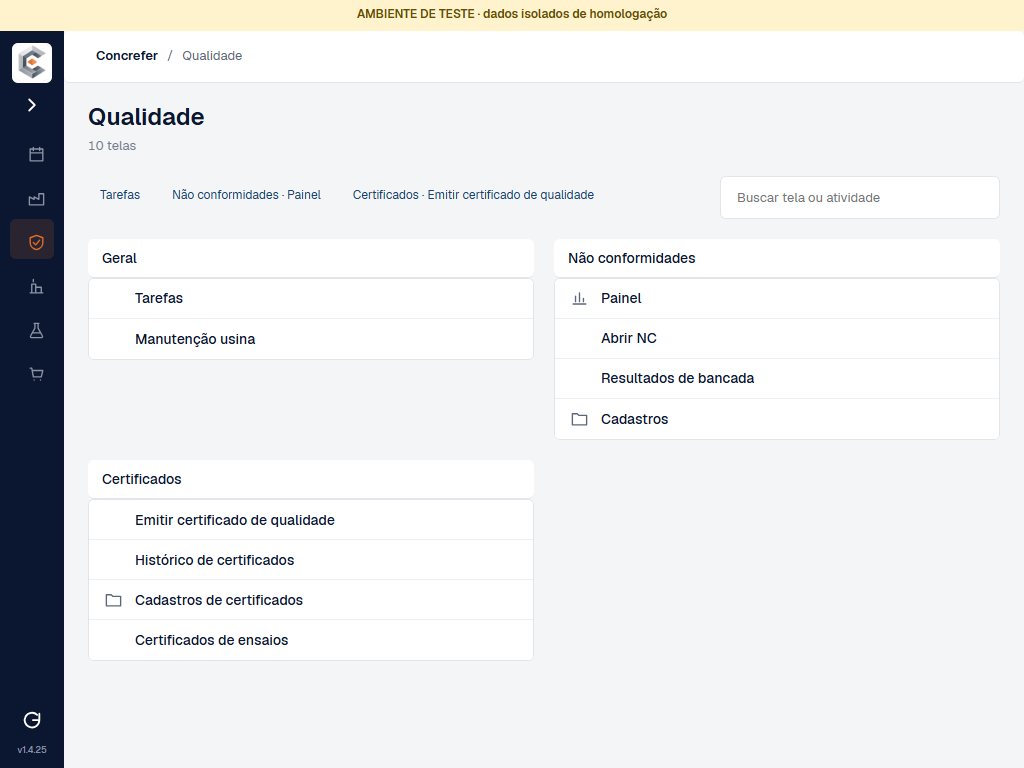 AMBIENTE DE TESTE · dados isolados de homologação
Concrefer / Qualidade
Qualidade
10 telas
Tarefas
Não conformidades · Painel
Certificados · Emitir certificado de qualidade
Buscar tela ou atividade
Geral
Tarefas
Manutenção usina
Não conformidades
Painel
Abrir NC
Resultados de bancada
Cadastros
Certificados
Emitir certificado de qualidade
Histórico de certificados
Cadastros de certificados
Certificados de ensaios
v1.4.25